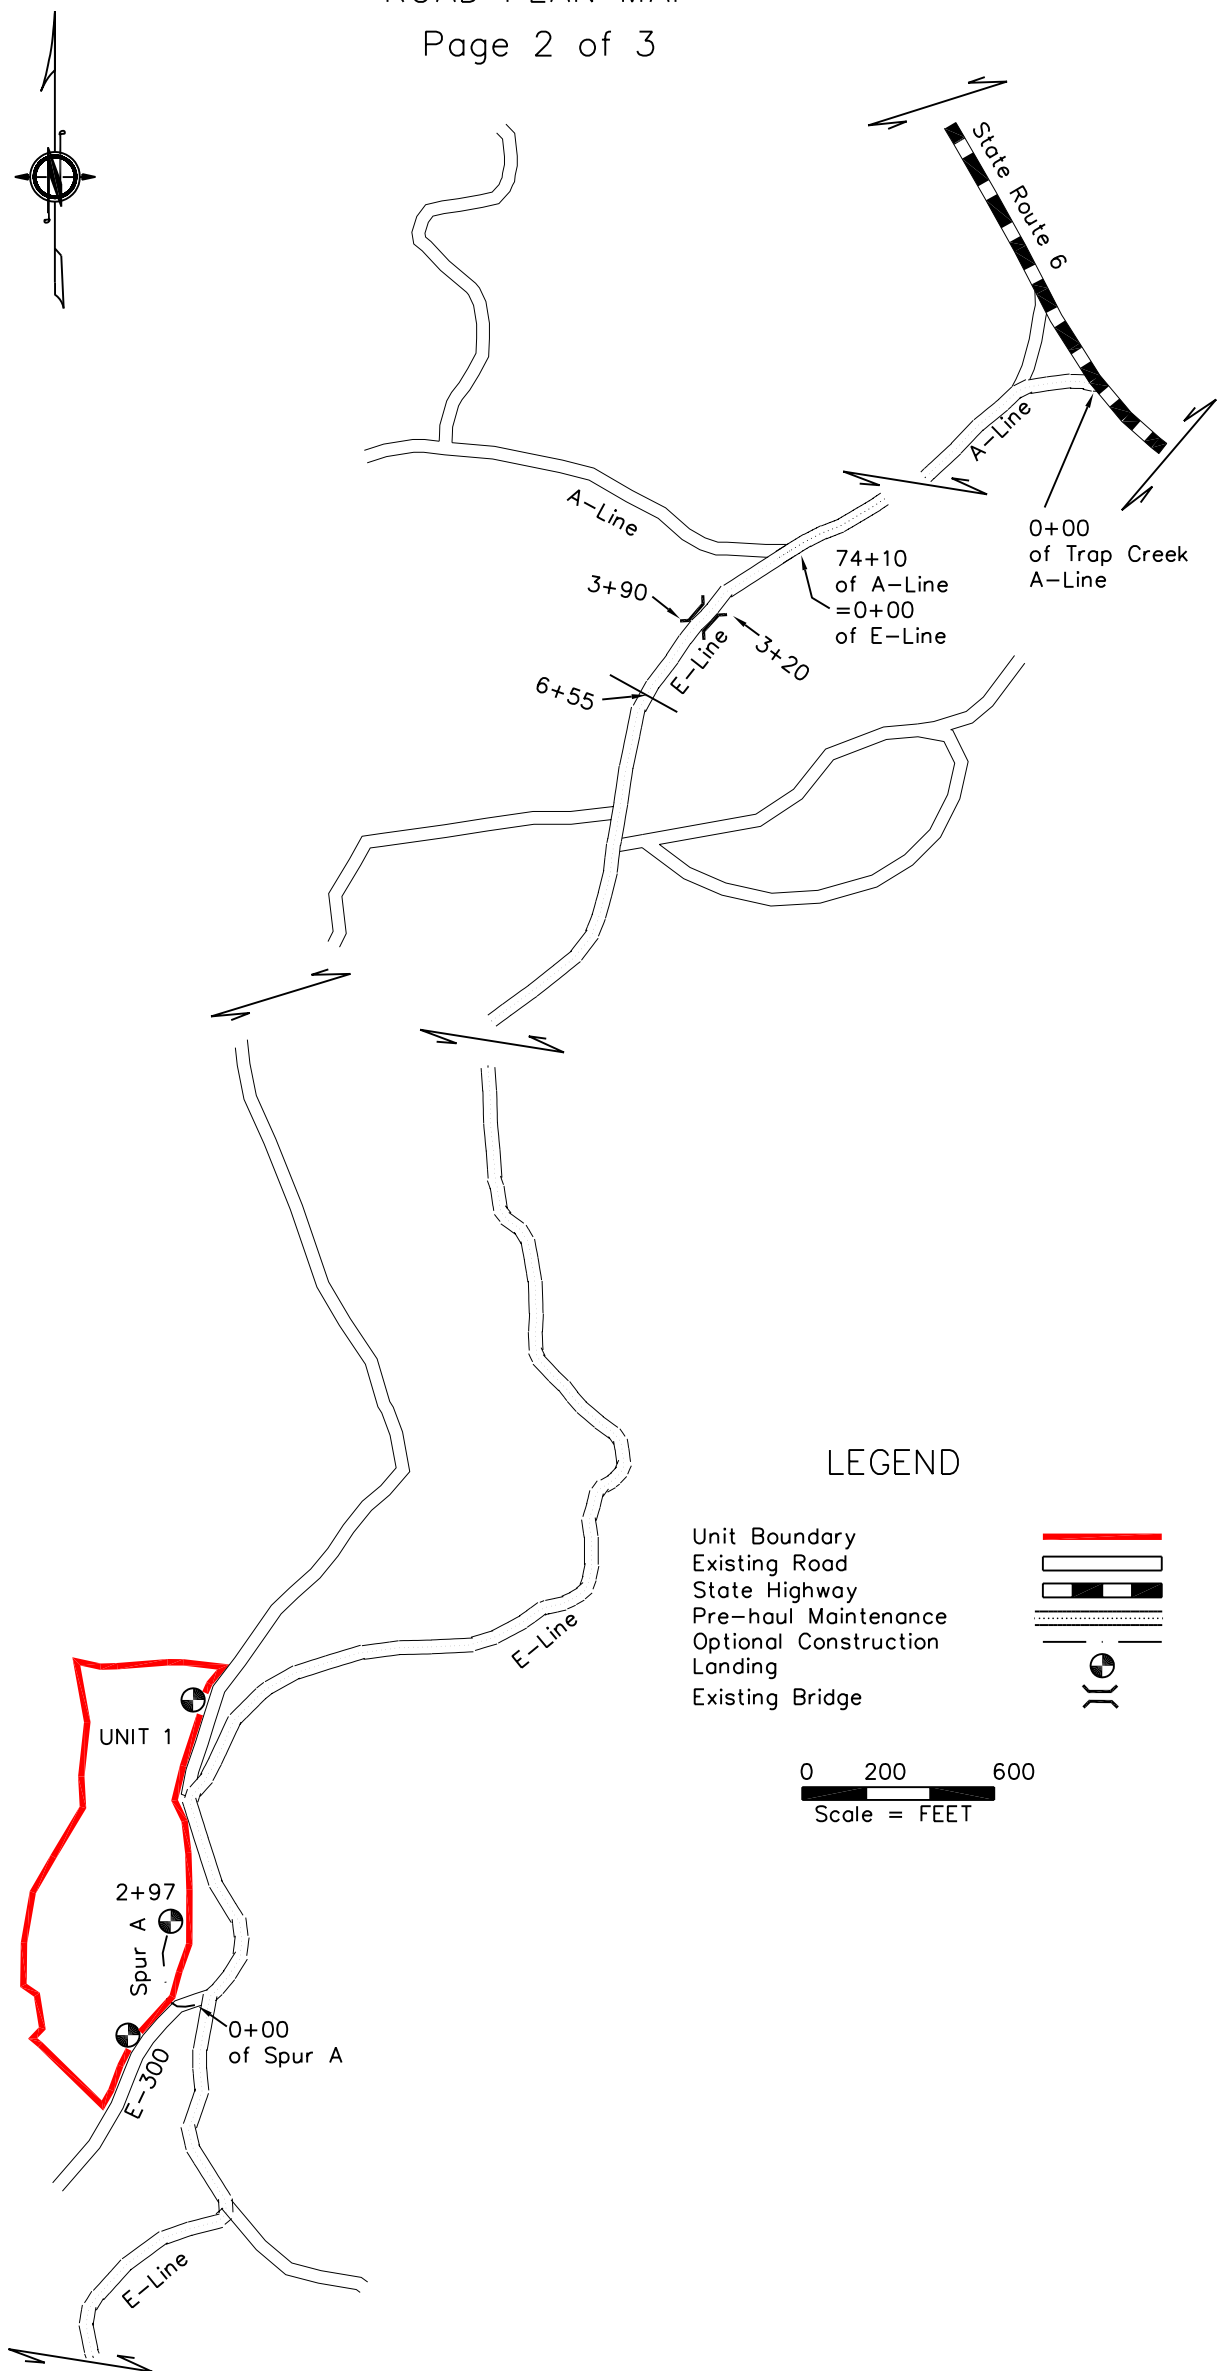 ROAD PLAN MAP
Page 2 of 3
State Route 6
A-Line
0+00
of Trap Creek
A-Line
A-Line
74+10
of A-Line
=0+00
of E-Line
3+90
3+20
E-Line
6+55
LEGEND
Unit Boundary
Existing Road
State Highway
Pre-haul Maintenance
Optional Construction
Landing
Existing Bridge
0 200 600
Scale = FEET
E-Line
UNIT 1
2+97
Spur A
0+00
of Spur A
E-300
E-Line